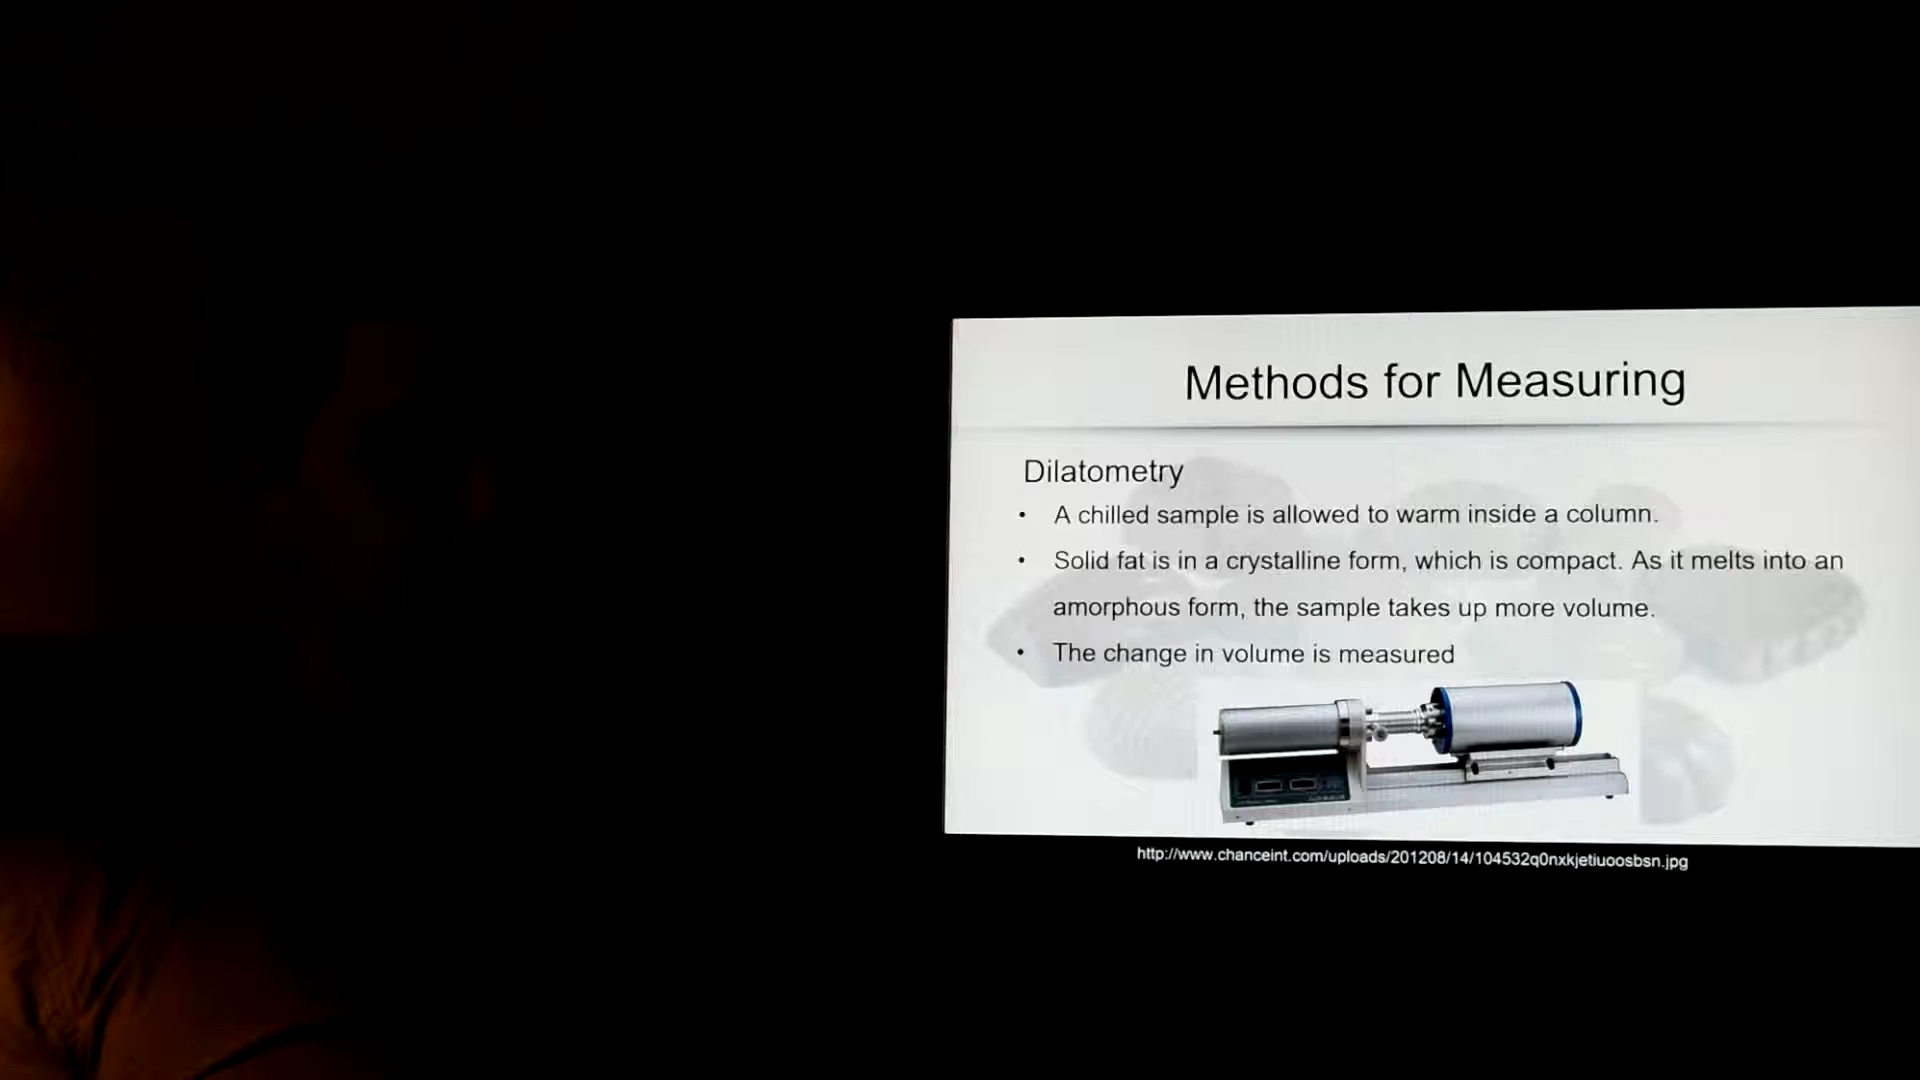 Methods for Measuring
Dilatometry
• A chilled sample is allowed to warm inside a column.
• Solid fat is in a crystalline form, which is compact. As it melts into an
amorphous form, the sample takes up more volume.
• The change in volume is measured
http://www.chanceint.com/uploads/201208/14/104532q0nxkjetiuoosbsn.jpg